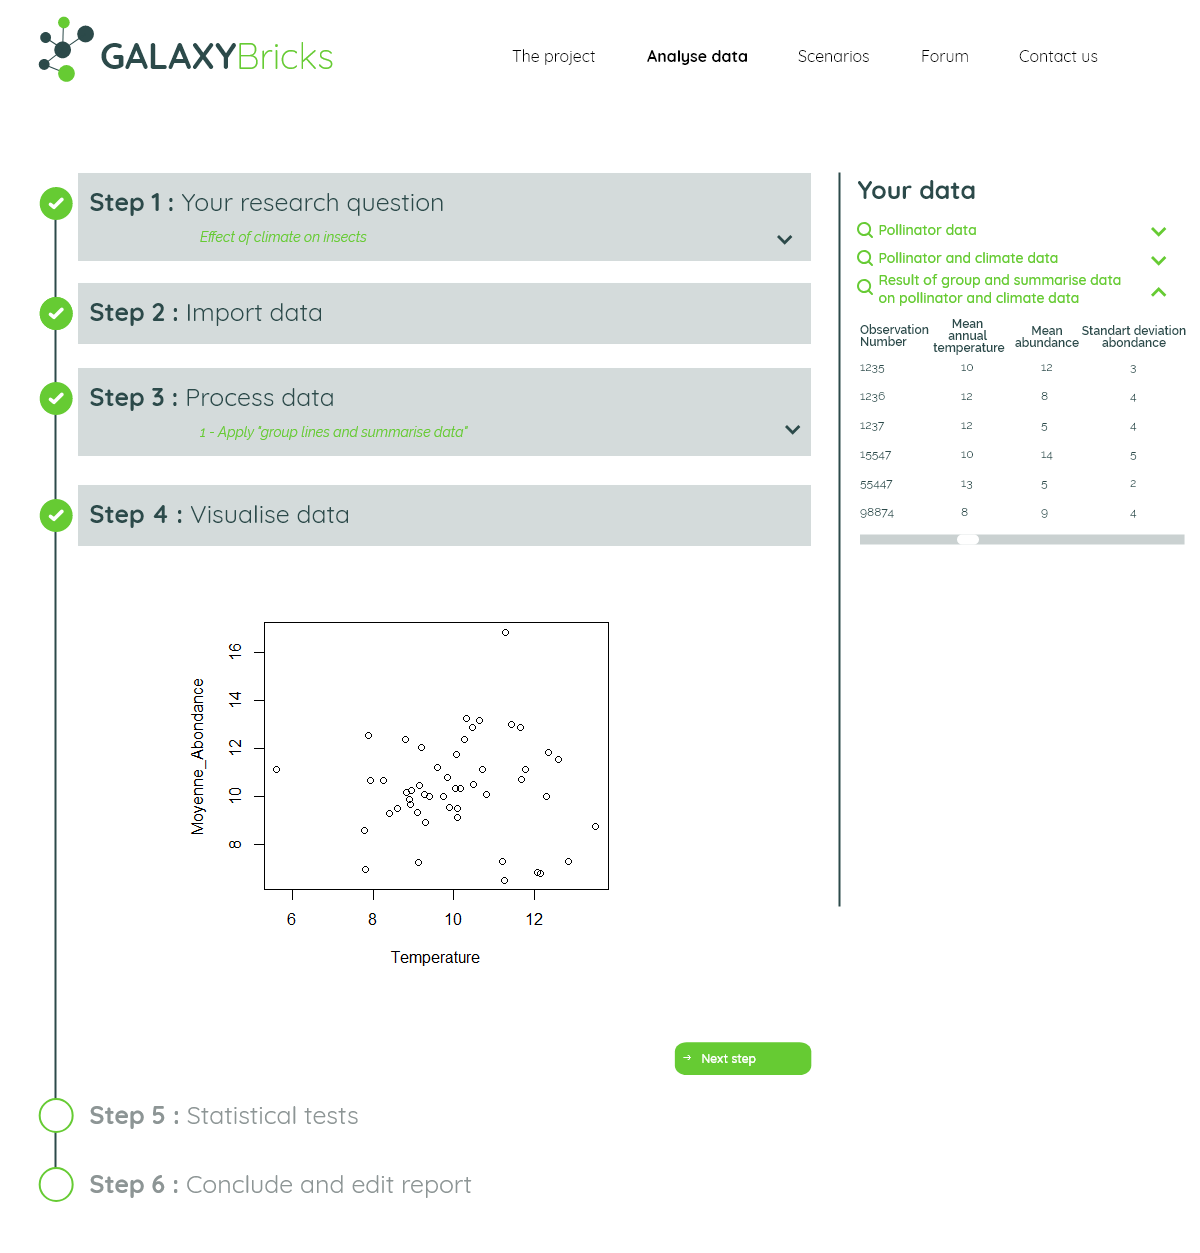 GALAXYBricks
The project Analyse data Scenarios Forum Contact us
Step 1 : Your research question
Effect of climate on insects
Step 2 : Import data
Step 3 : Process data
1 - Apply "group lines and summarise data"
Step 4 : Visualise data
16
14
12
10
8
Moyenne_Abondance
6 8 10 12
Temperature
Next step
Step 5 : Statistical tests
Step 6 : Conclude and edit report
Your data
Pollinator data
Pollinator and climate data
Result of group and summarise data
on pollinator and climate data
Observation Number
Mean annual temperature
Mean abundance
Standart deviation abondance
1235 10 12 3
1236 12 8 4
1237 12 5 4
15547 10 14 5
55447 13 5 2
98874 8 9 4